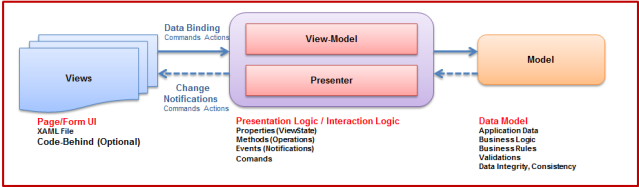 Data Binding
Commands Actions
Views
Change
Notifications
Commands Actions
View-Model
Presenter
Model
Page/Form UI
XAML File
Code-Behind (Optional)
Presentation Logic / Interaction Logic
Properties (ViewState)
Methods (Operations)
Events (Notifications)
Comands
Data Model
Application Data
Business Logic
Business Rules
Validations
Data Integrity, Consistency